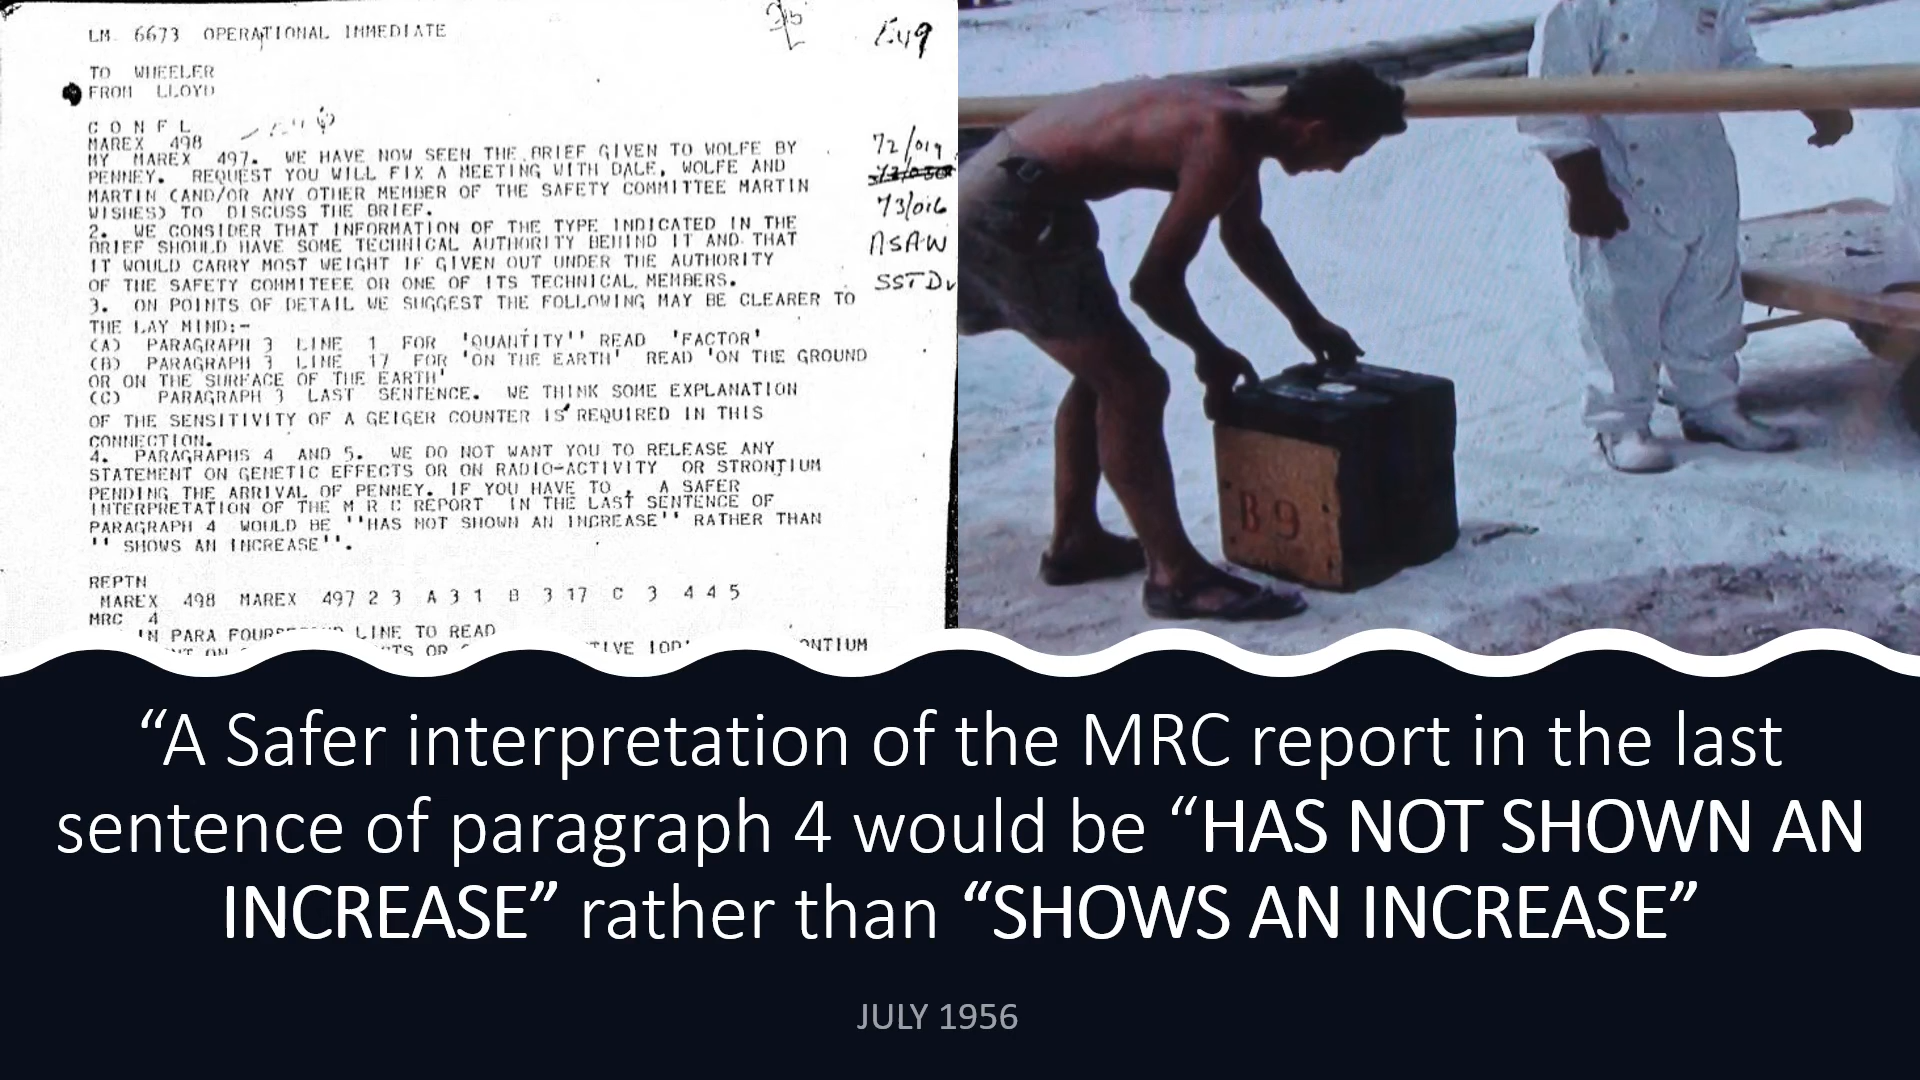 LM 6673 OPERATIONAL IMMEDIATE
E49
TO WHEELER
FROM LLOYD
C O N F L
MAREX 498
MY MAREX 497. WE HAVE NOW SEEN THE BRIEF GIVEN TO WOLFE BY
PENNEY. REQUEST YOU WILL FIX A MEETING WITH DALE, WOLFE AND
MARTIN (AND/OR ANY OTHER MEMBER OF THE SAFETY COMMITTEE MARTIN
WISHES) TO DISCUSS THE BRIEF.
2. WE CONSIDER THAT INFORMATION OF THE TYPE INDICATED IN THE
BRIEF SHOULD HAVE SOME TECHNICAL AUTHORITY BEHIND IT AND THAT
IT WOULD CARRY MOST WEIGHT IF GIVEN OUT UNDER THE AUTHORITY
OF THE SAFETY COMMITEEE OR ONE OF ITS TECHNICAL MEMBERS.
3. ON POINTS OF DETAIL WE SUGGEST THE FOLLOWING MAY BE CLEARER TO
THE LAY MIND:-
(A) PARAGRAPH 3 LINE 1 FOR 'QUANTITY'' READ 'FACTOR'
(B) PARAGRAPH 3 LINE 17 FOR 'ON THE EARTH' READ 'ON THE GROUND
OR ON THE SURFACE OF THE EARTH'
(C) PARAGRAPH 3 LAST SENTENCE. WE THINK SOME EXPLANATION
OF THE SENSITIVITY OF A GEIGER COUNTER IS REQUIRED IN THIS
CONNECTION.
4. PARAGRAPHS 4 AND 5. WE DO NOT WANT YOU TO RELEASE ANY
STATEMENT ON GENETIC EFFECTS OR ON RADIO-ACTIVITY OR STRONTIUM
PENDING THE ARRIVAL OF PENNEY. IF YOU HAVE TO , A SAFER
INTERPRETATION OF THE M R C REPORT IN THE LAST SENTENCE OF
PARAGRAPH 4 WOULD BE ''HAS NOT SHOWN AN INCREASE'' RATHER THAN
'' SHOWS AN INCREASE''.
REPTN
MAREX 498 MAREX 497 2 3 A 3 1 B 3 17 C 3 4 4 5
MRC 4
IN PARA LINE TO READ
72/019
73/016
ASAW
B9
“A Safer interpretation of the MRC report in the last
sentence of paragraph 4 would be “HAS NOT SHOWN AN
INCREASE” rather than “SHOWS AN INCREASE”
JULY 1956